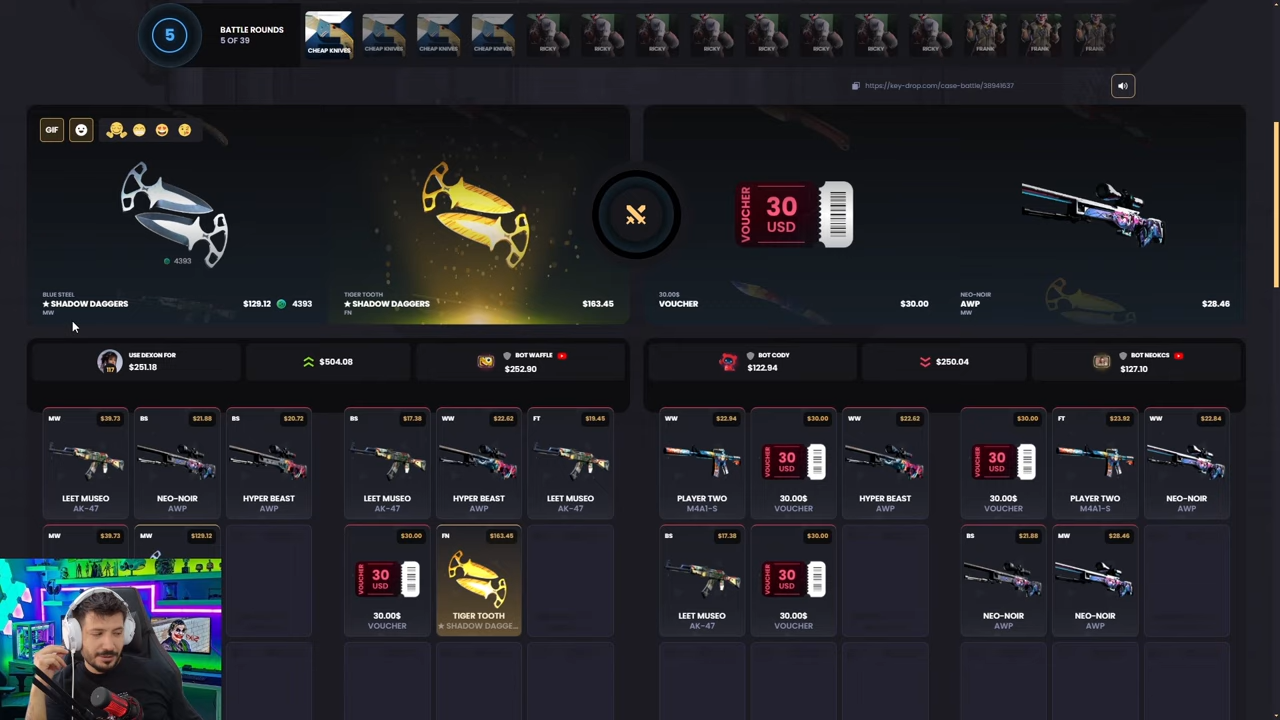 5
BATTLE ROUNDS
5 OF 39
CHEAP KNIVES
CHEAP KNIVES
CHEAP KNIVES
CHEAP KNIVES
RICKY
RICKY
RICKY
RICKY
RICKY
RICKY
RICKY
RICKY
FRANK
FRANK
FRANK
https://key-drop.com/case-battle/38941637
GIF
4393
BLUE STEEL
★ SHADOW DAGGERS
MW
$129.12
4393
TIGER TOOTH
★ SHADOW DAGGERS
FN
$163.45
VOUCHER
30
USD
30.00$
VOUCHER
$30.00
NEO-NOIR
AWP
MW
$28.46
117
USE DEXON FOR
$251.18
$504.08
BOT WAFFLE
$252.90
BOT CODY
$122.94
$250.04
BOT NEOKCS
$127.10
MW $39.73
LEET MUSEO
AK-47
BS $21.88
NEO-NOIR
AWP
BS $20.72
HYPER BEAST
AWP
BS $17.38
LEET MUSEO
AK-47
WW $22.62
HYPER BEAST
AWP
FT $19.45
LEET MUSEO
AK-47
WW $22.94
PLAYER TWO
M4A1-S
$30.00
VOUCHER
30
USD
30.00$
VOUCHER
WW $22.62
HYPER BEAST
AWP
$30.00
VOUCHER
30
USD
30.00$
VOUCHER
FT $23.92
PLAYER TWO
M4A1-S
WW $22.84
NEO-NOIR
AWP
MW $39.73
MW $129.12
$30.00
VOUCHER
30
USD
30.00$
VOUCHER
FN $163.45
TIGER TOOTH
★ SHADOW DAGGE...
BS $17.38
LEET MUSEO
AK-47
$30.00
VOUCHER
30
USD
30.00$
VOUCHER
BS $21.88
NEO-NOIR
AWP
MW $28.46
NEO-NOIR
AWP